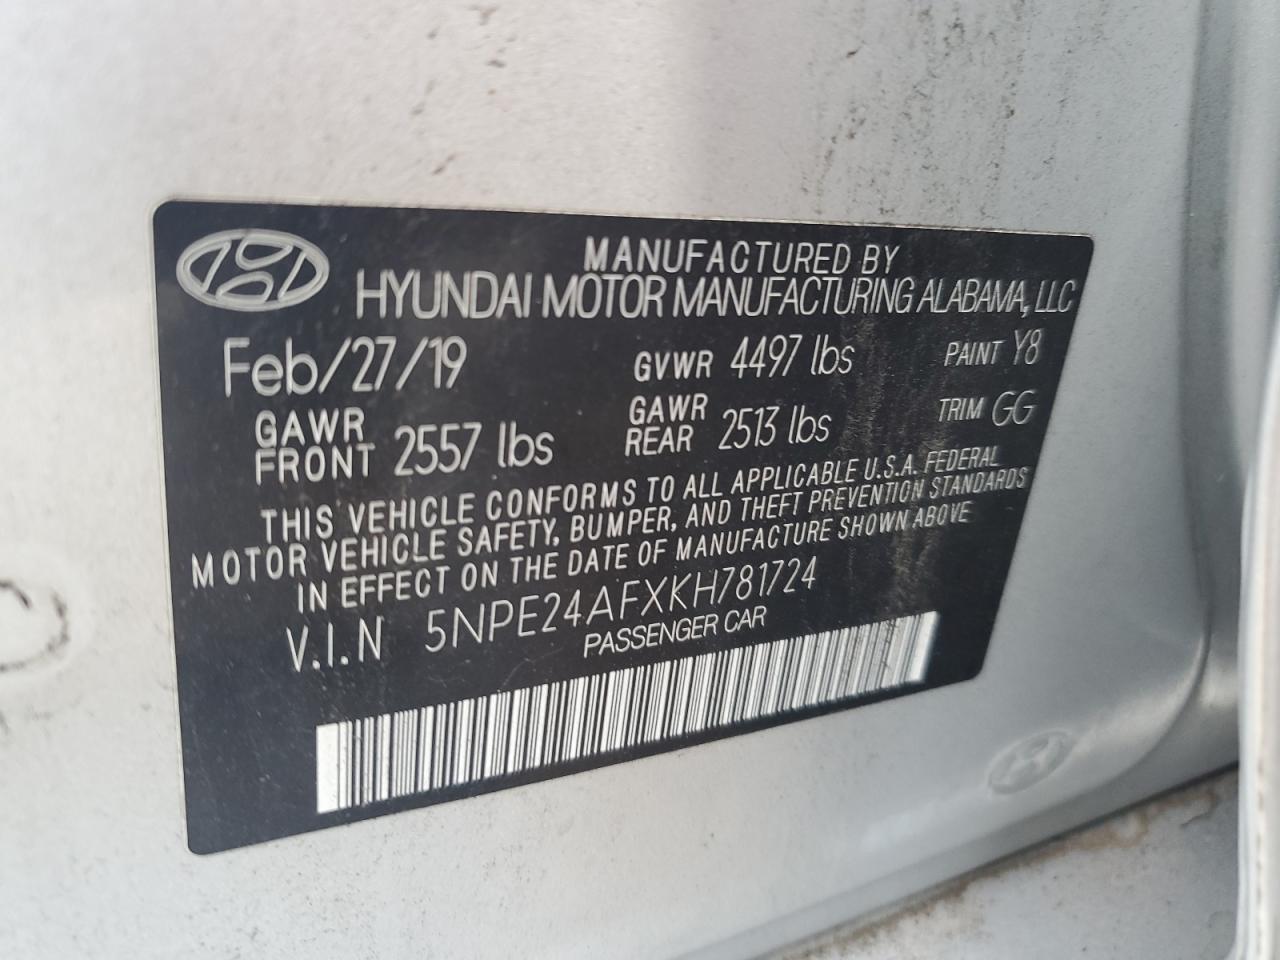 MANUFACTURED BY
HYUNDAI MOTOR MANUFACTURING ALABAMA, LLC
Feb/27/19 GVWR 4497 lbs PAINT Y8
GAWR FRONT 2557 lbs GAWR REAR 2513 lbs TRIM GG
THIS VEHICLE CONFORMS TO ALL APPLICABLE U.S.A. FEDERAL
MOTOR VEHICLE SAFETY, BUMPER, AND THEFT PREVENTION STANDARDS
IN EFFECT ON THE DATE OF MANUFACTURE SHOWN ABOVE
V.I.N 5NPE24AFXKH781724
PASSENGER CAR